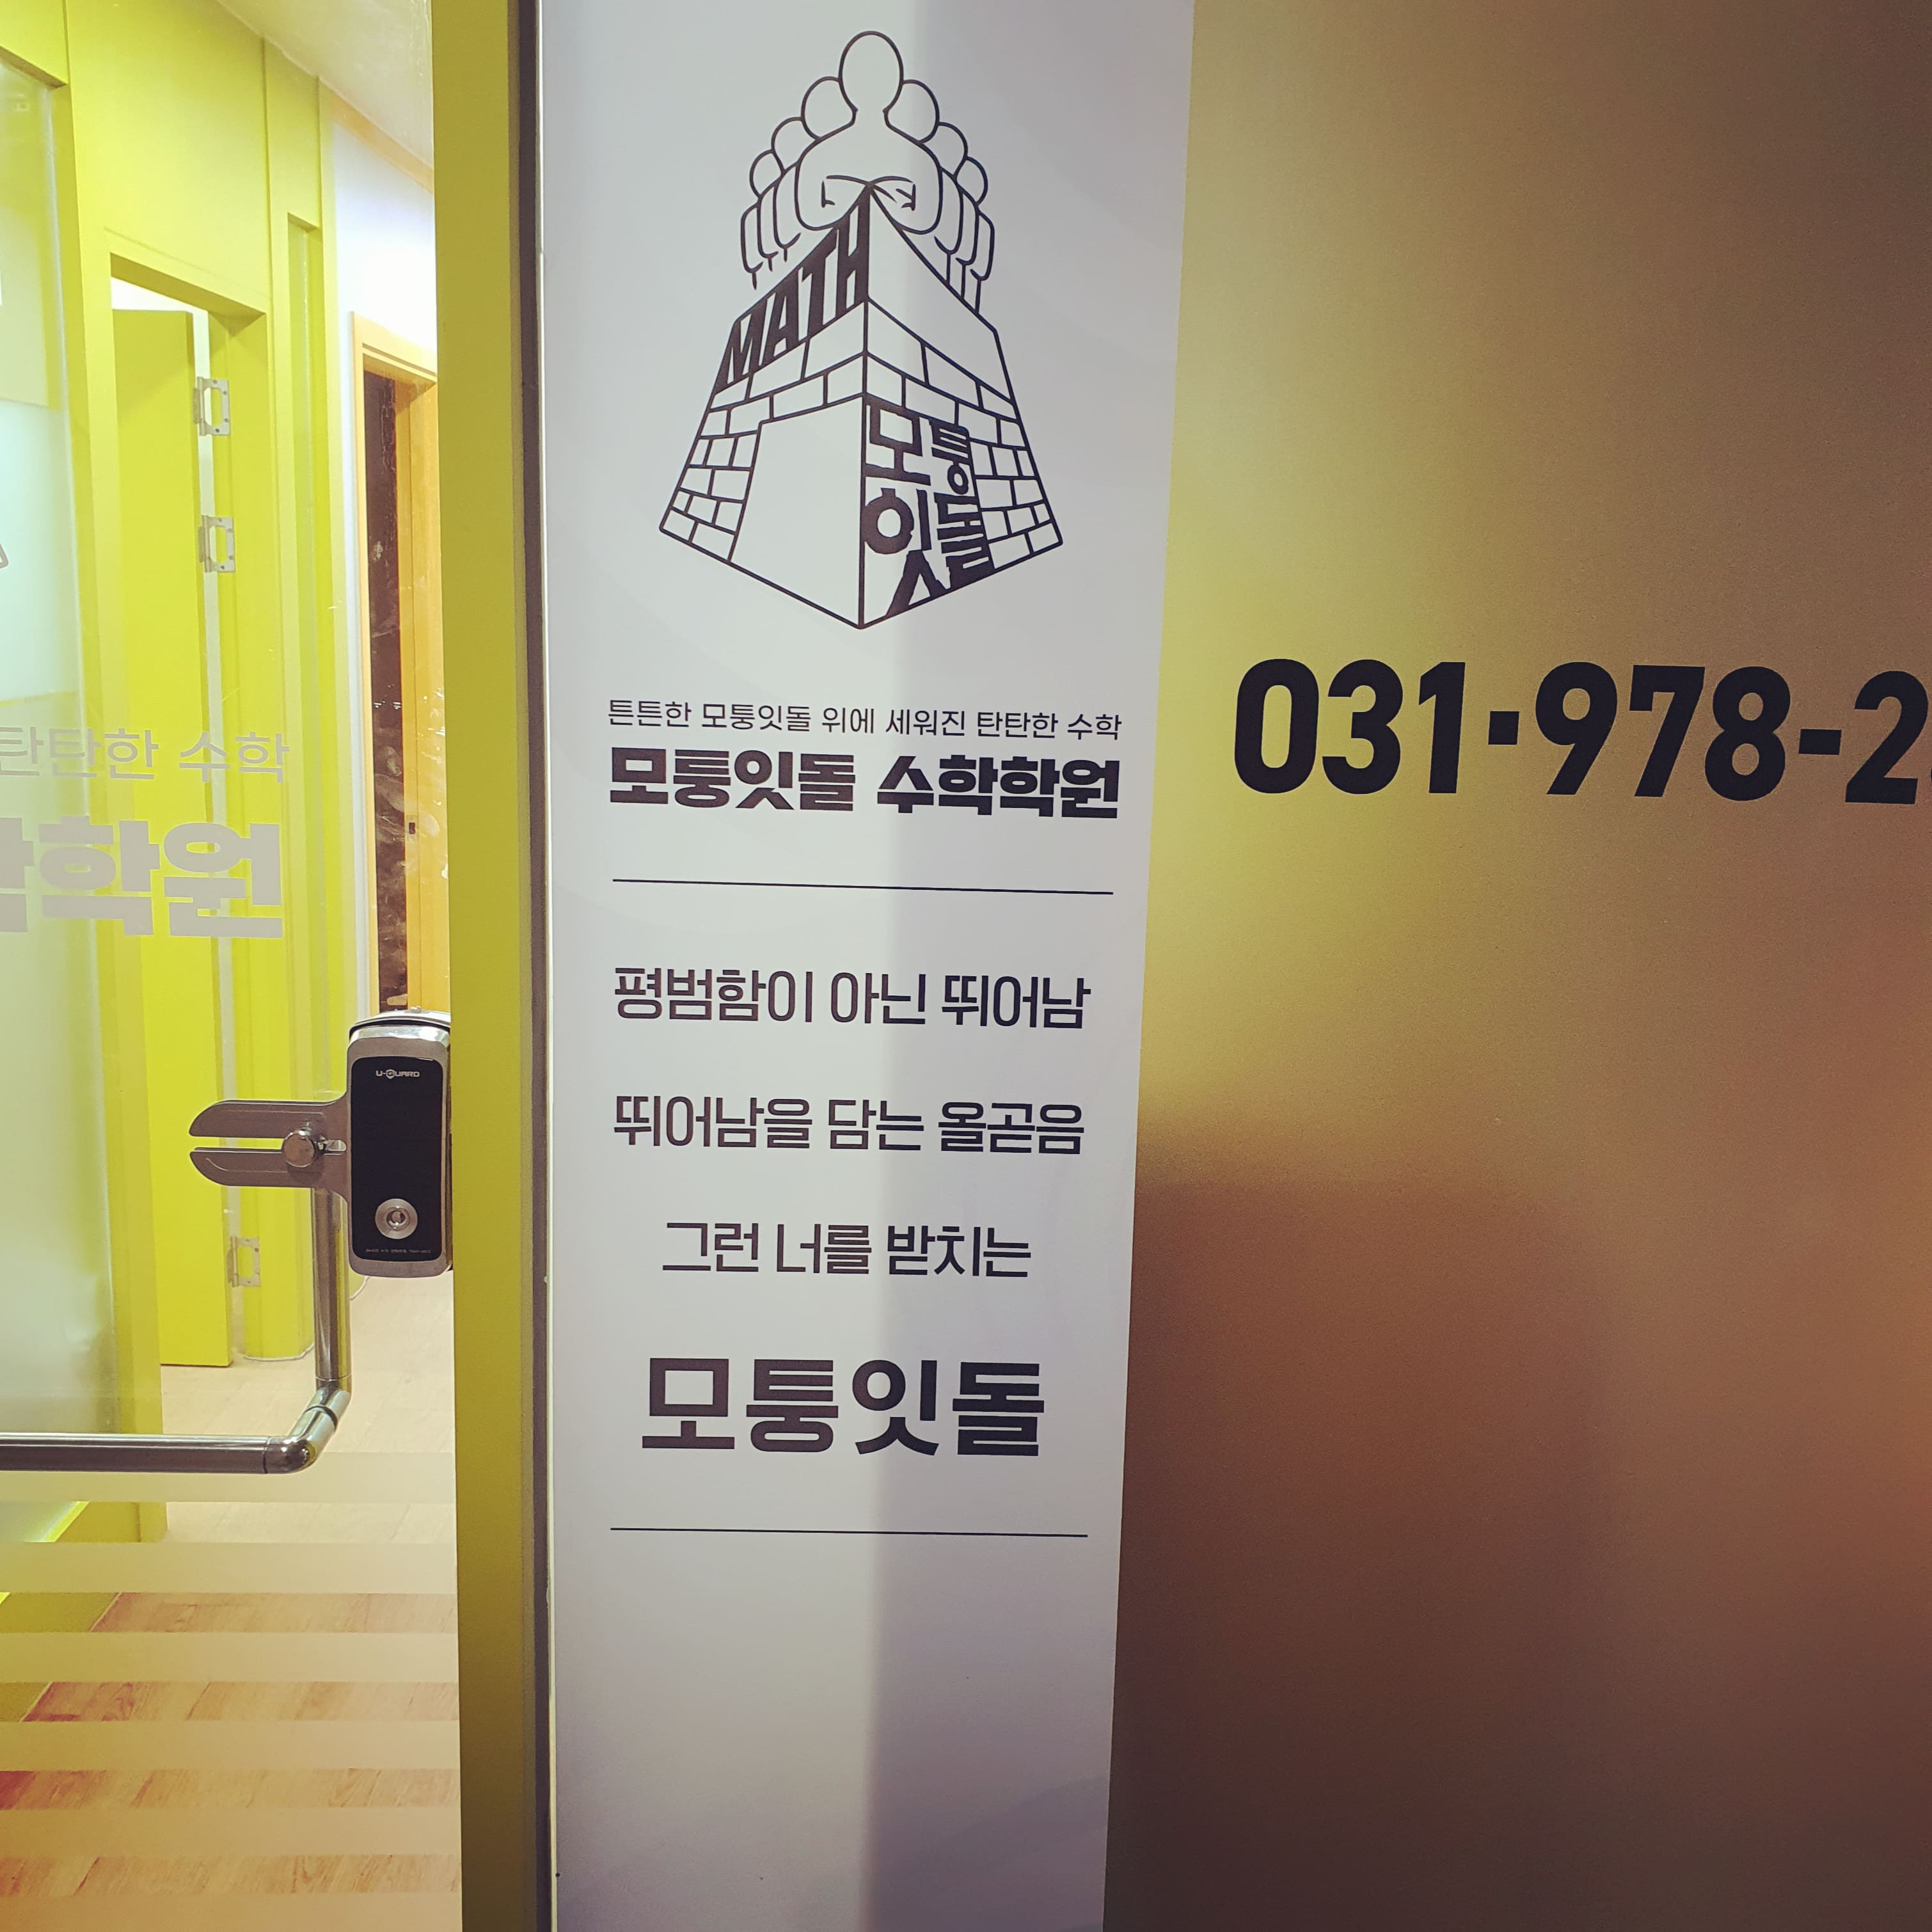 MATH
모퉁
잇돌
튼튼한 모퉁잇돌 위에 세워진 탄탄한 수학
모퉁잇돌 수학학원
평범함이 아닌 뛰어남
뛰어남을 담는 올곧음
그런 너를 받치는
모퉁잇돌
031·978-2
탄탄한 수학
학원
U-GUARD